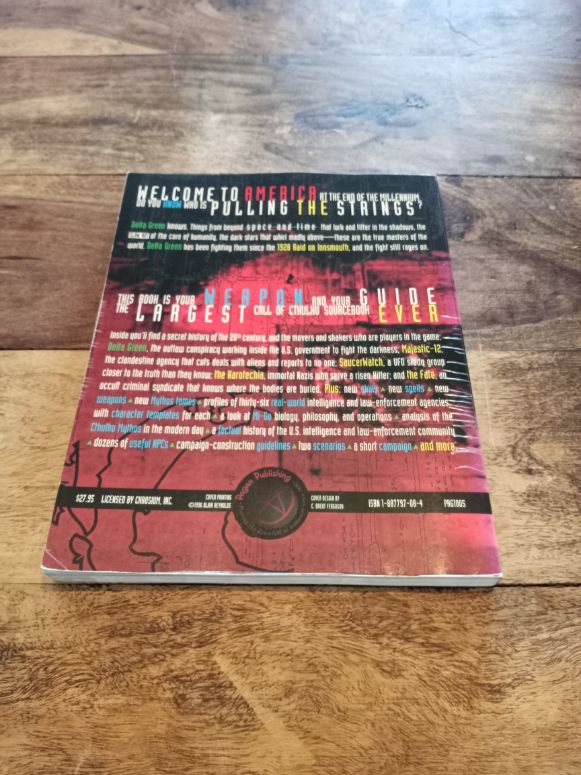 WELCOME TO AMERICA AT THE END OF THE MILLENNIUM.
DO YOU KNOW WHO IS PULLING THE STRINGS?
Delta Green knows. Things from beyond space and time that lurk and titter in the shadows, the
at the core of humanity, the dark stars that whirl madly above—these are the true masters of the
world. Delta Green has been fighting them since the 1928 Raid on Innsmouth, and the fight still rages on.
THIS BOOK IS YOUR WEAPON AND YOUR GUIDE
THE LARGEST CALL OF CTHULHU SOURCEBOOK EVER
Inside you'll find a secret history of the 20th century, and the movers and shakers who are players in the game:
Delta Green, the outlaw conspiracy working inside the U.S. government to fight the darkness; Majestic-12,
the clandestine agency that cuts deals with aliens and reports to no one; SaucerWatch, a UFO study group
closer to the truth than they know; the Karotechia, immortal Nazis who serve a risen Hitler; and the Fate, an
occult criminal syndicate that knows where the bodies are buried. Plus: new skills ▲ new spells ▲ new
weapons ▲ new Mythos tomes ▲ profiles of thirty-six real-world intelligence and law-enforcement agencies,
with character templates for each ▲ a look at Mi-Go biology, philosophy, and operations ▲ analysis of the
Cthulhu Mythos in the modern day ▲ a factual history of the U.S. intelligence and law-enforcement community
▲ dozens of useful NPCs ▲ campaign-construction guidelines ▲ two scenarios ▲ a short campaign ▲ and more
$27.95 LICENSED BY CHAOSIUM, INC.
COVER PAINTING
©1996 BLAIR REYNOLDS
Pagan Publishing
COVER DESIGN BY
C. BRENT FERGUSON
ISBN 1-887797-08-4 PAG1005